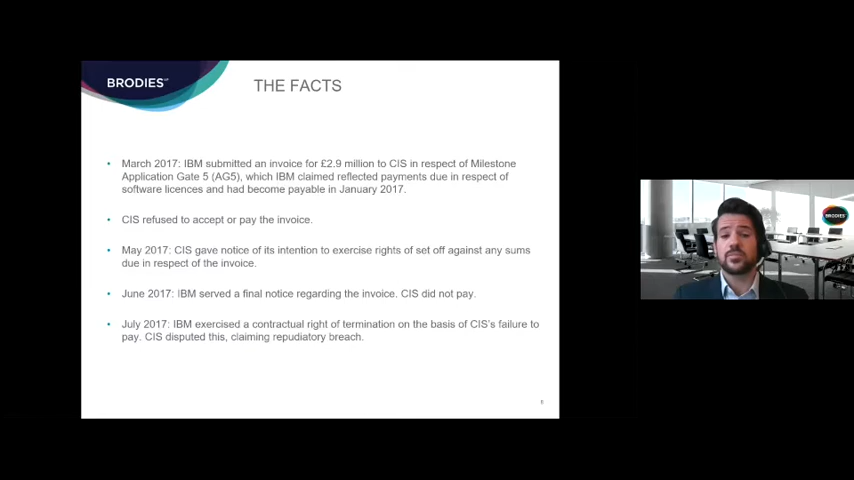 BRODIES LLP
THE FACTS
• March 2017: IBM submitted an invoice for £2.9 million to CIS in respect of Milestone
Application Gate 5 (AG5), which IBM claimed reflected payments due in respect of
software licences and had become payable in January 2017.
• CIS refused to accept or pay the invoice.
• May 2017: CIS gave notice of its intention to exercise rights of set off against any sums
due in respect of the invoice.
• June 2017: IBM served a final notice regarding the invoice. CIS did not pay.
• July 2017: IBM exercised a contractual right of termination on the basis of CIS's failure to
pay. CIS disputed this, claiming repudiatory breach.
BRODIES